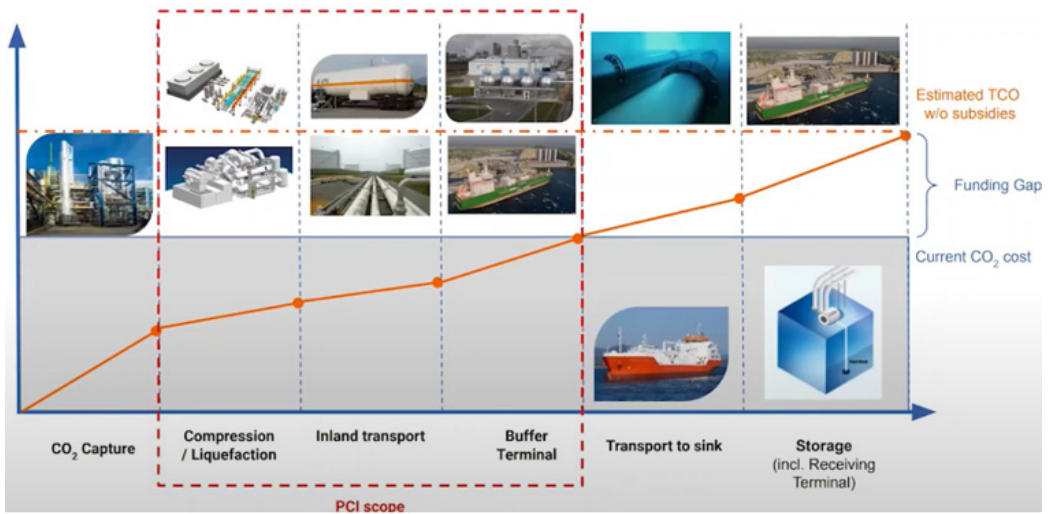 Estimated TCO
w/o subsidies
Funding Gap
Current CO₂ cost
CO₂ Capture
Compression
/ Liquefaction
Inland transport
Buffer
Terminal
Transport to sink
Storage
(incl. Receiving
Terminal)
PCI scope